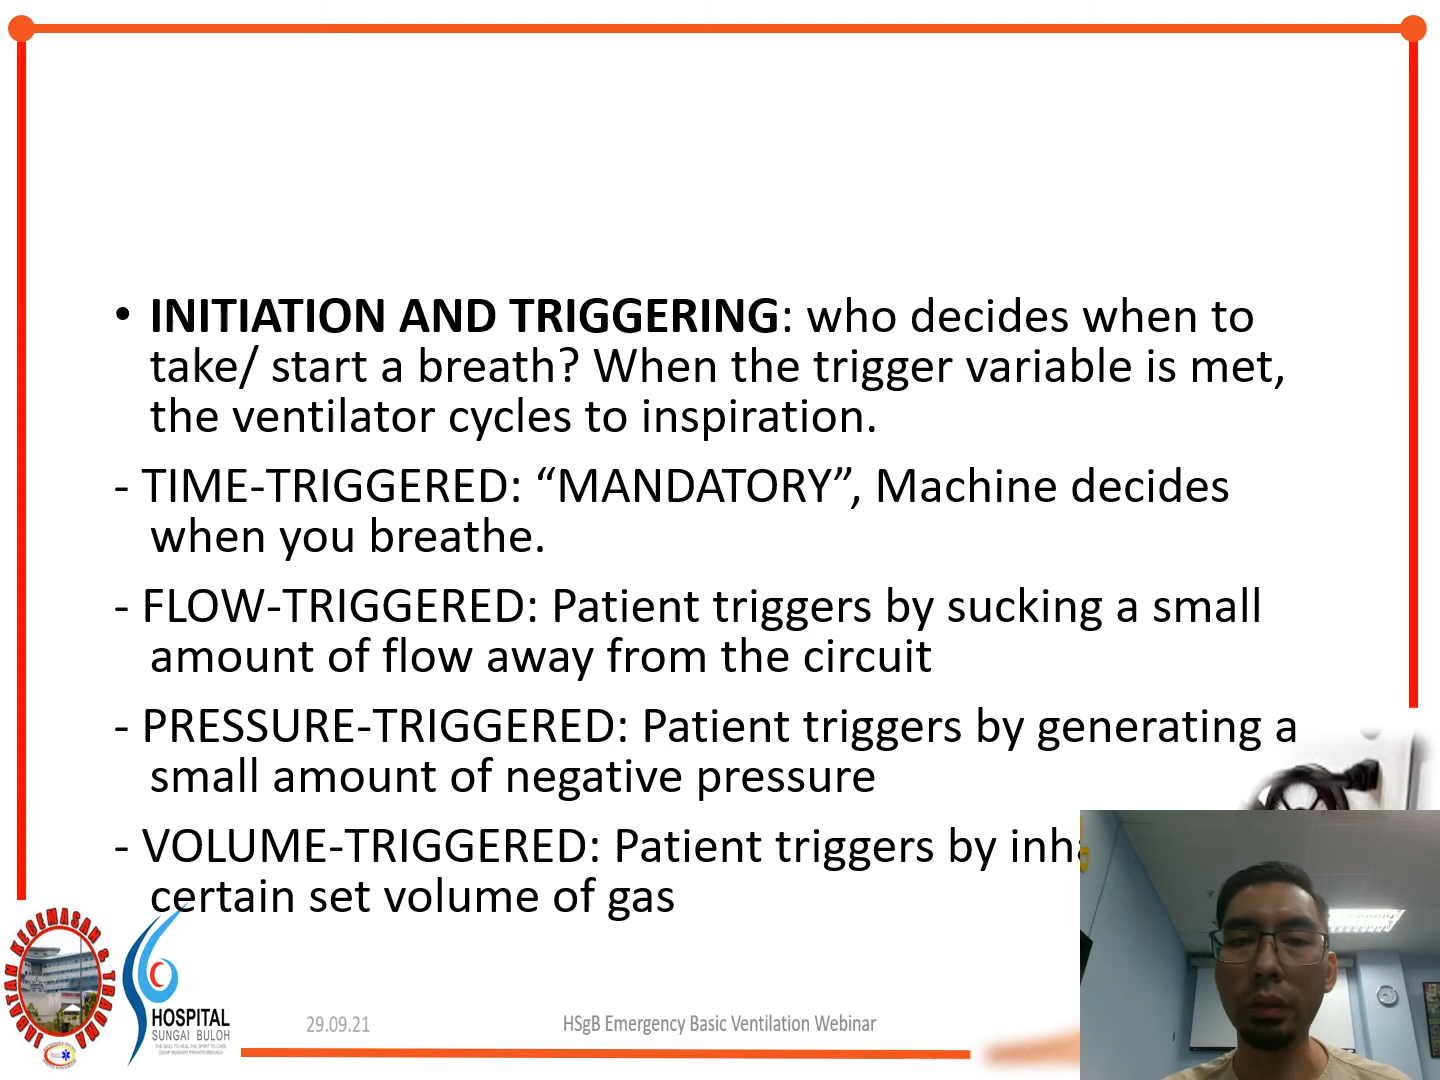 • INITIATION AND TRIGGERING: who decides when to
take/ start a breath? When the trigger variable is met,
the ventilator cycles to inspiration.
- TIME-TRIGGERED: “MANDATORY”, Machine decides
when you breathe.
- FLOW-TRIGGERED: Patient triggers by sucking a small
amount of flow away from the circuit
- PRESSURE-TRIGGERED: Patient triggers by generating a
small amount of negative pressure
- VOLUME-TRIGGERED: Patient triggers by
certain set volume of gas
JABATAN KECEMASAN & TRAUMA
HOSPITAL
SUNGAI BULOH
29.09.21
HSgB Emergency Basic Ventilation Webinar